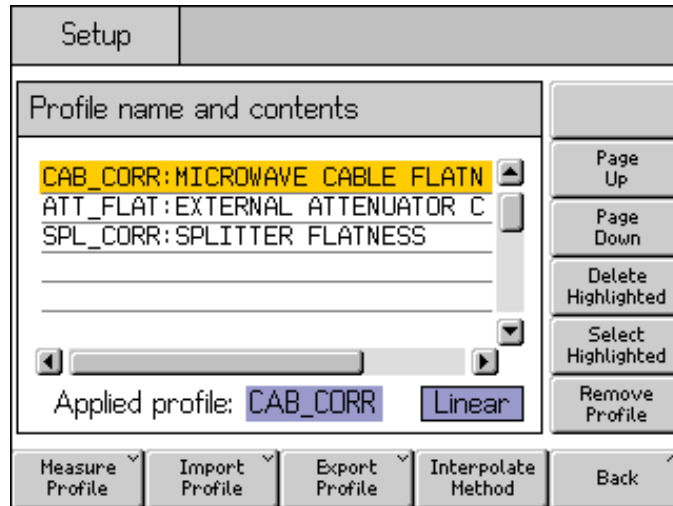 Setup
Profile name and contents
CAB_CORR:MICROWAVE CABLE FLATN
ATT_FLAT:EXTERNAL ATTENUATOR C
SPL_CORR:SPLITTER FLATNESS
Applied profile: CAB_CORR Linear
Page
Up
Page
Down
Delete
Highlighted
Select
Highlighted
Remove
Profile
Measure
Profile
Import
Profile
Export
Profile
Interpolate
Method
Back